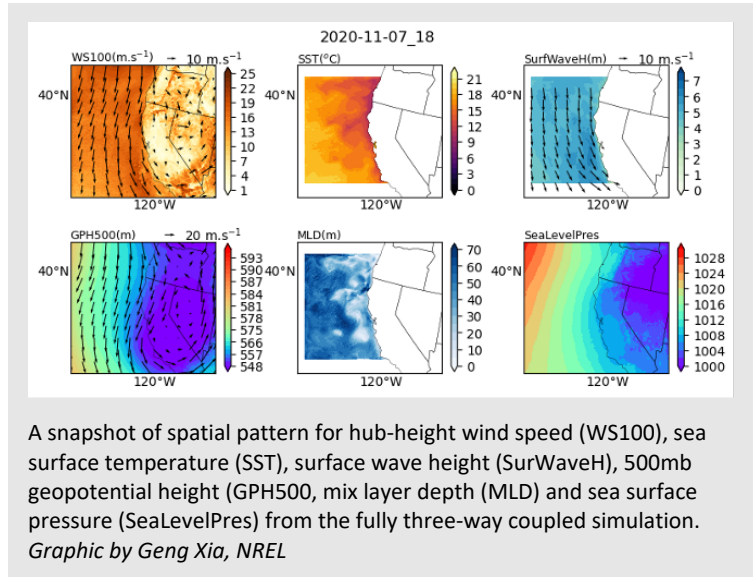 2020-11-07_18
WS100(m.s⁻¹) → 10 m.s⁻¹
40°N
25
22
19
16
13
10
7
4
1
120°W
SST(°C)
40°N
21
18
15
12
9
6
3
0
120°W
SurfWaveH(m) → 10 m.s⁻¹
40°N
7
6
5
4
3
2
1
0
120°W
GPH500(m) → 20 m.s⁻¹
40°N
593
590
587
584
581
578
575
566
557
548
120°W
MLD(m)
40°N
70
60
50
40
30
20
10
0
120°W
SeaLevelPres
40°N
1028
1024
1020
1016
1012
1008
1004
1000
120°W
A snapshot of spatial pattern for hub-height wind speed (WS100), sea
surface temperature (SST), surface wave height (SurWaveH), 500mb
geopotential height (GPH500, mix layer depth (MLD) and sea surface
pressure (SeaLevelPres) from the fully three-way coupled simulation.
Graphic by Geng Xia, NREL